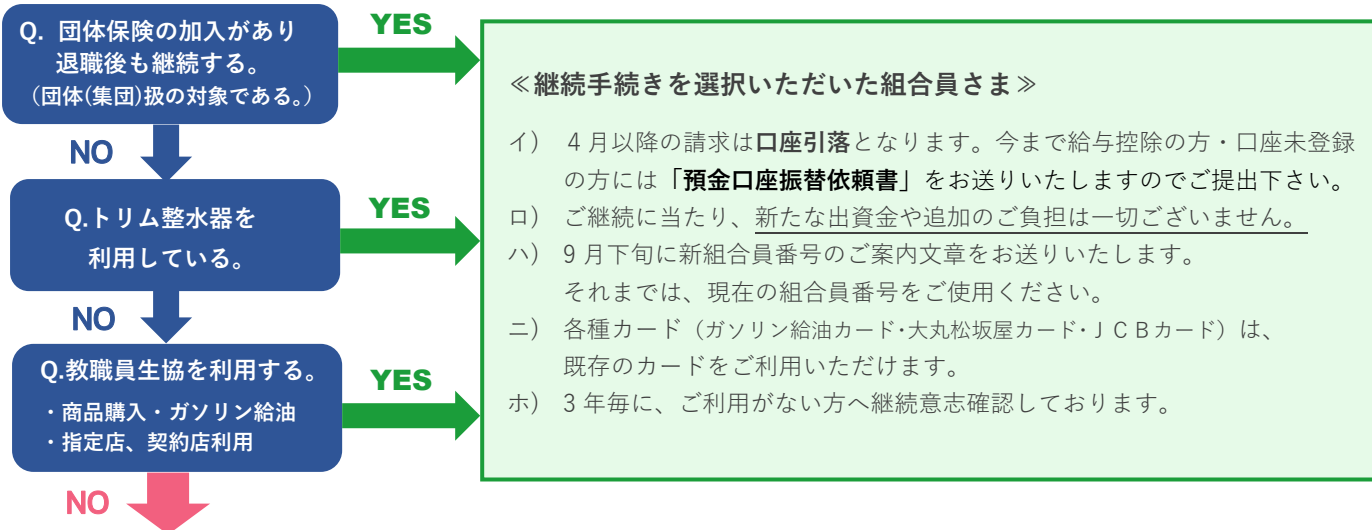 Q. 団体保険の加入があり
退職後も継続する。
（団体(集団)扱の対象である。）
YES
NO
Q.トリム整水器を
利用している。
YES
NO
Q.教職員生協を利用する。
・商品購入・ガソリン給油
・指定店、契約店利用
YES
NO
≪継続手続きを選択いただいた組合員さま≫
イ） 4月以降の請求は口座引落となります。今まで給与控除の方・口座未登録
の方には「預金口座振替依頼書」をお送りいたしますのでご提出下さい。
ロ） ご継続に当たり、新たな出資金や追加のご負担は一切ございません。
ハ） 9月下旬に新組合員番号のご案内文章をお送りいたします。
それまでは、現在の組合員番号をご使用ください。
ニ） 各種カード（ガソリン給油カード･大丸松坂屋カード･ＪＣＢカード）は、
既存のカードをご利用いただけます。
ホ） 3年毎に、ご利用がない方へ継続意志確認しております。